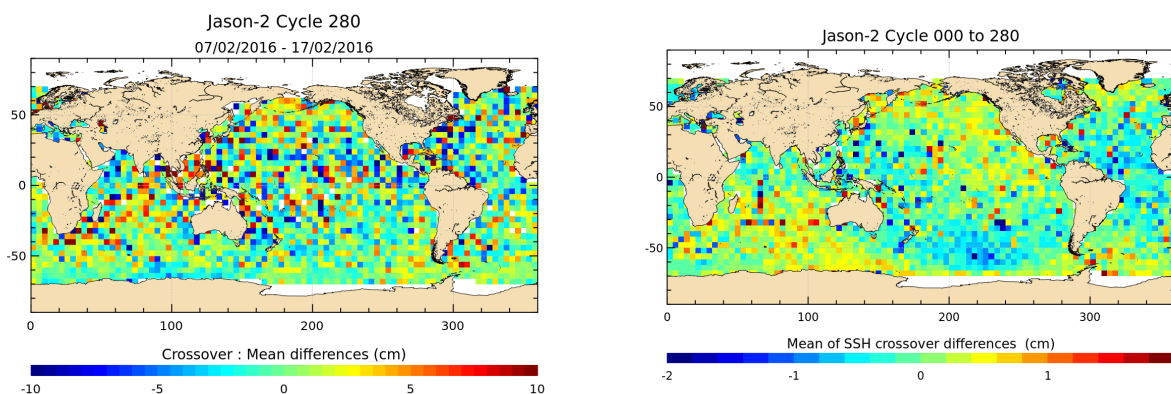 Jason-2 Cycle 280
07/02/2016 - 17/02/2016
50
0
-50
0 100 200 300
Crossover : Mean differences (cm)
-10 -5 0 5 10
Jason-2 Cycle 000 to 280
50
0
-50
0 100 200 300
Mean of SSH crossover differences (cm)
-2 -1 0 1